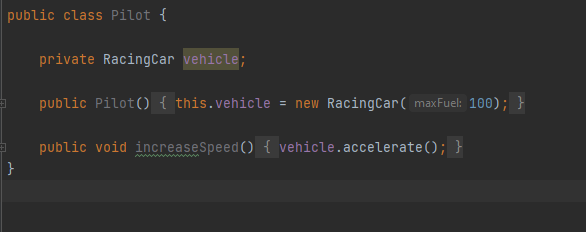 public class Pilot {
private RacingCar vehicle;
public Pilot() { this.vehicle = new RacingCar( maxFuel: 100); }
public void increaseSpeed() { vehicle.accelerate(); }
}